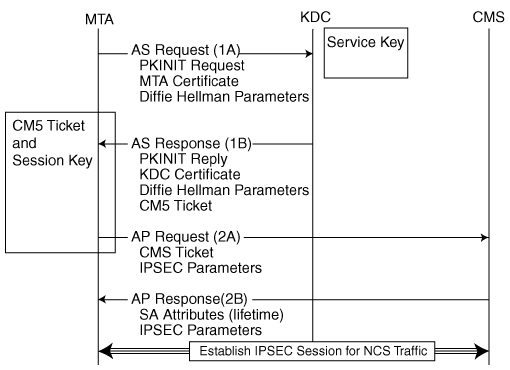 MTA
KDC
CMS
AS Request (1A)
PKINIT Request
MTA Certificate
Diffie Hellman Parameters
Service Key
CM5 Ticket
and
Session Key
AS Response (1B)
PKINIT Reply
KDC Certificate
Diffie Hellman Parameters
CM5 Ticket
AP Request (2A)
CMS Ticket
IPSEC Parameters
AP Response(2B)
SA Attributes (lifetime)
IPSEC Parameters
Establish IPSEC Session for NCS Traffic